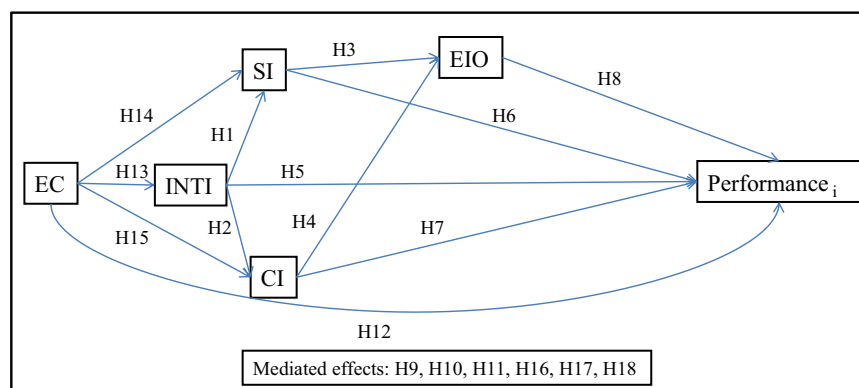 H3
SI
EIO
H8
H14
H6
H1
EC
H13
INTI
H5
Performance i
H15
H2
H4
H7
CI
H12
Mediated effects: H9, H10, H11, H16, H17, H18